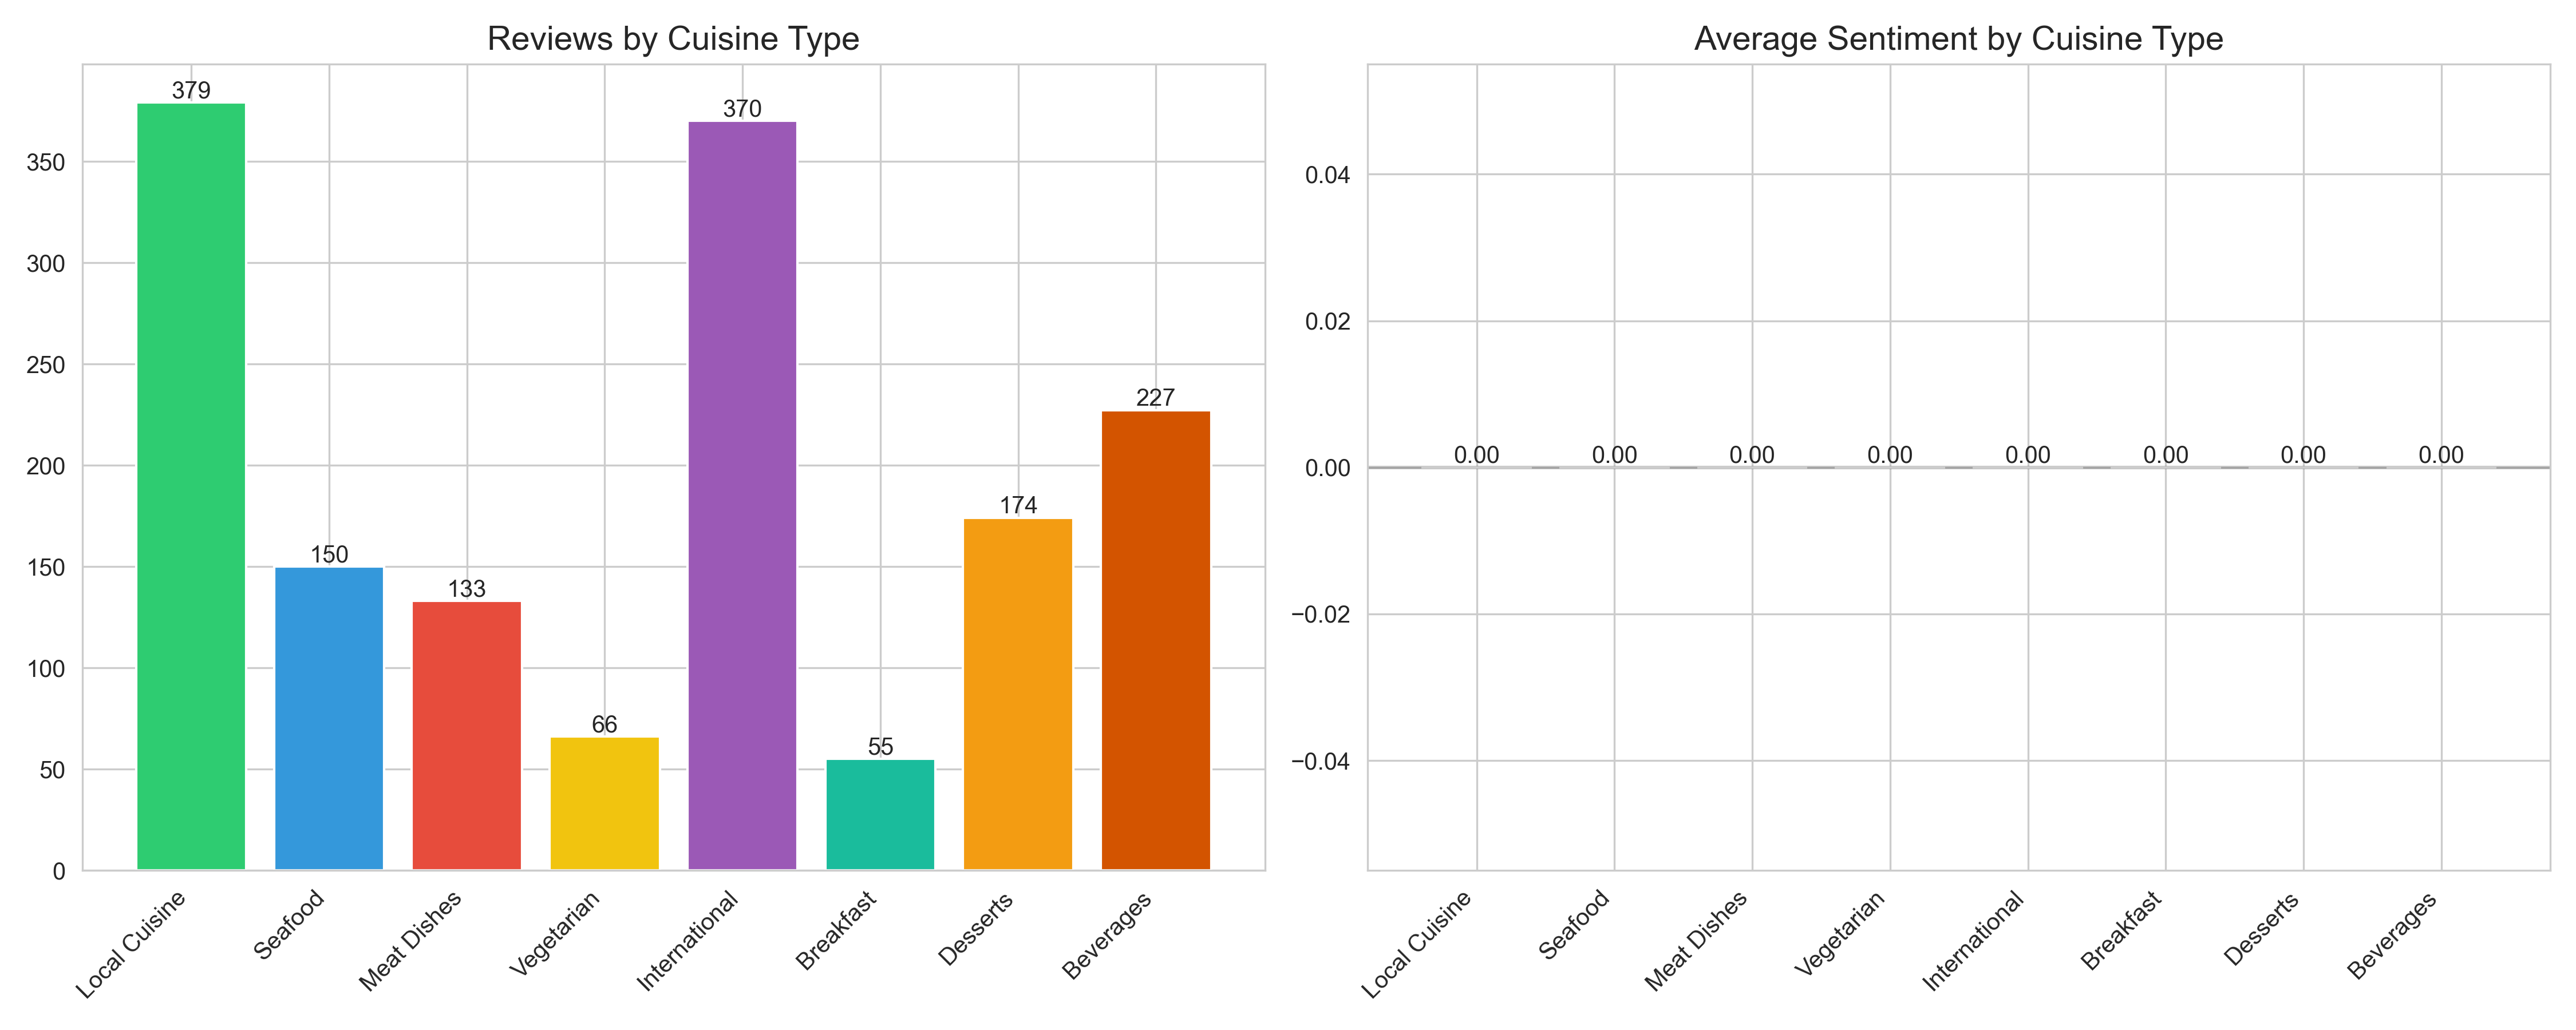 Reviews by Cuisine Type
379
150
133
66
370
55
174
227
350
300
250
200
150
100
50
0
Local Cuisine
Seafood
Meat Dishes
Vegetarian
International
Breakfast
Desserts
Beverages
Average Sentiment by Cuisine Type
0.04
0.02
0.00
−0.02
−0.04
0.00
0.00
0.00
0.00
0.00
0.00
0.00
0.00
Local Cuisine
Seafood
Meat Dishes
Vegetarian
International
Breakfast
Desserts
Beverages